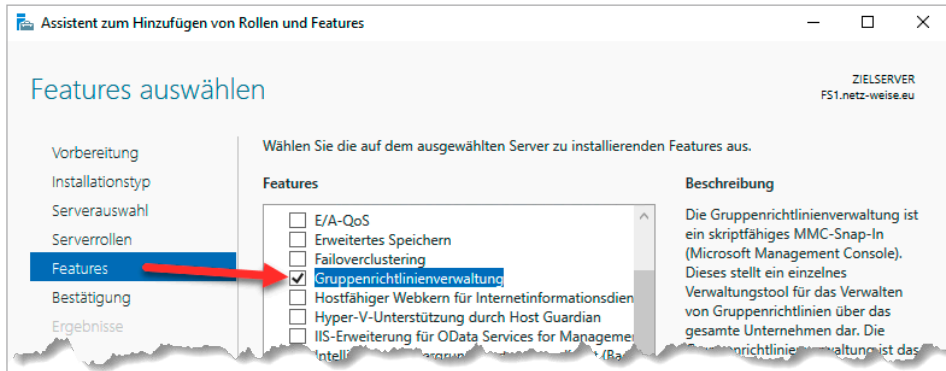 Assistent zum Hinzufügen von Rollen und Features
Features auswählen
ZIELSERVER
FS1.netz-weise.eu
Vorbereitung
Installationstyp
Serverauswahl
Serverrollen
Features
Bestätigung
Ergebnisse
Wählen Sie die auf dem ausgewählten Server zu installierenden Features aus.
Features
E/A-QoS
Erweitertes Speichern
Failoverclustering
Gruppenrichtlinienverwaltung
Hostfähiger Webkern für Internetinformationsdien
Hyper-V-Unterstützung durch Host Guardian
IIS-Erweiterung für OData Services for Managemen
Beschreibung
Die Gruppenrichtlinienverwaltung ist
ein skriptfähiges MMC-Snap-In
(Microsoft Management Console).
Dieses stellt ein einzelnes
Verwaltungstool für das Verwalten
von Gruppenrichtlinien über das
gesamte Unternehmen dar. Die
ist das